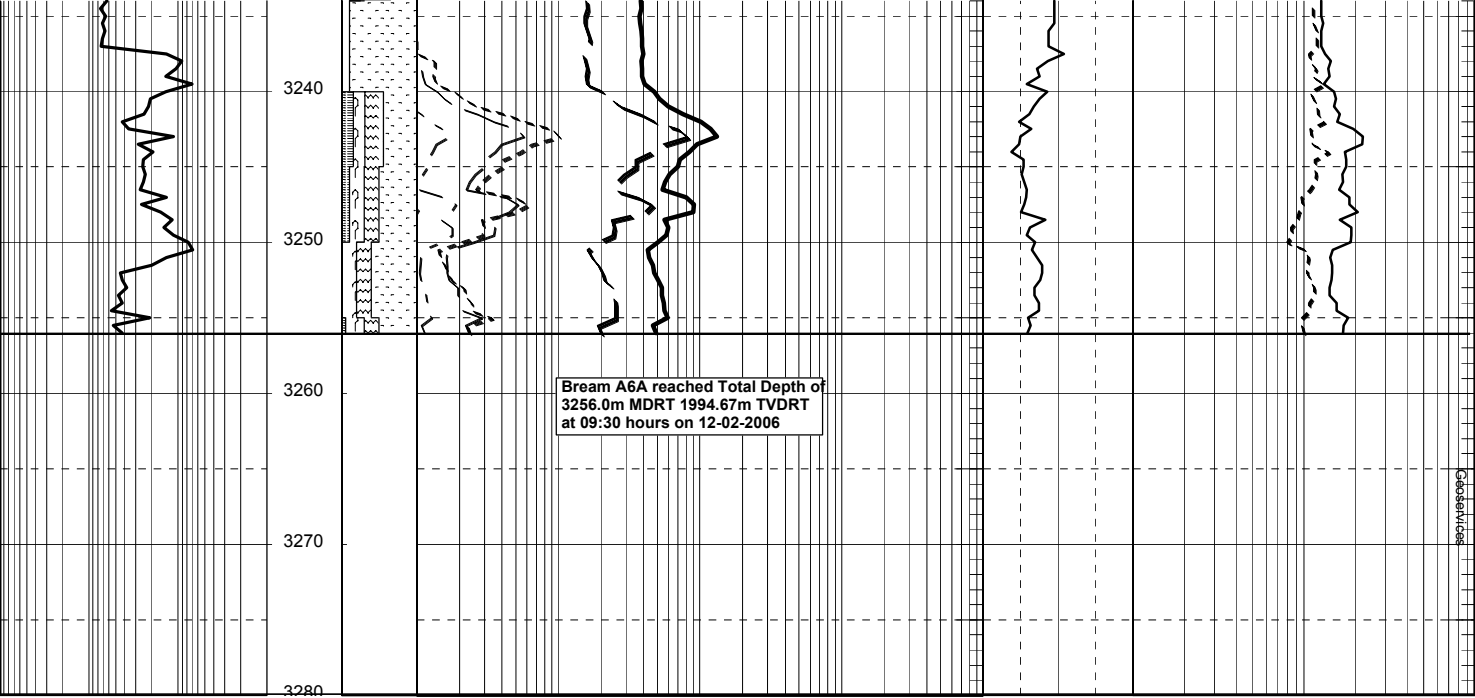 3240
3250
3260
Bream A6A reached Total Depth of
3256.0m MDRT 1994.67m TVDRT
at 09:30 hours on 12-02-2006
Geoservices
3270
3280